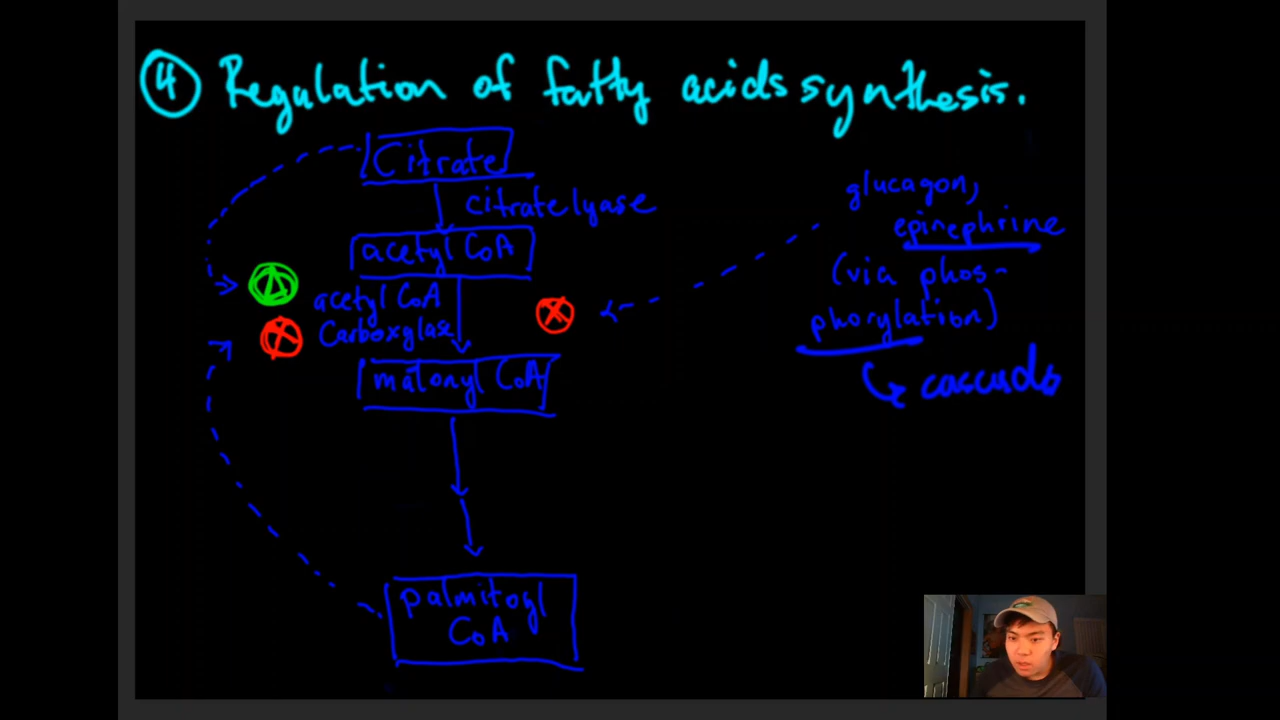 4 Regulation of fatty acids synthesis.
Citrate
citrate lyase
acetyl CoA
acetyl CoA
Carboxglase
malonyl CoA
palmitoyl
CoA
glucagon,
epinephrine
(via phos-
phorylation)
cascade